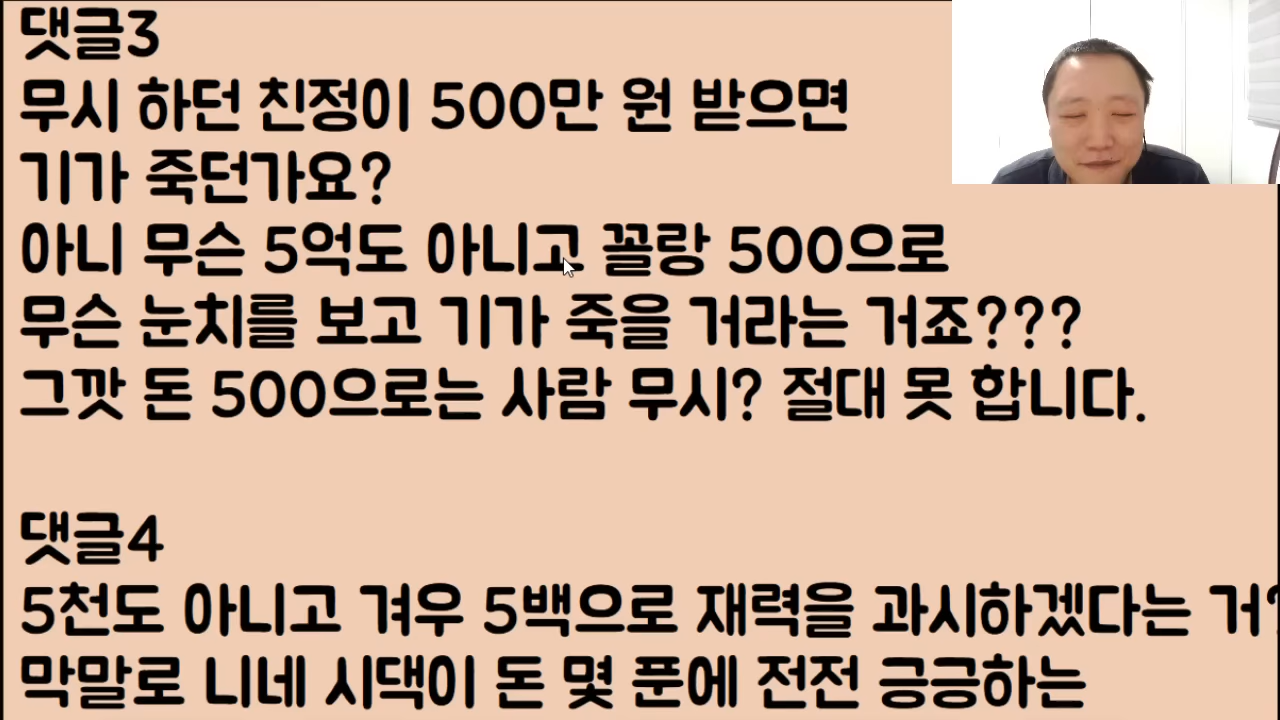 댓글3
무시 하던 친정이 500만 원 받으면
기가 죽던가요?
아니 무슨 5억도 아니고 꼴랑 500으로
무슨 눈치를 보고 기가 죽을 거라는 거죠???
그깟 돈 500으로는 사람 무시? 절대 못 합니다.
댓글4
5천도 아니고 겨우 5백으로 재력을 과시하겠다는 거?
막말로 니네 시댁이 돈 몇 푼에 전전 긍긍하는